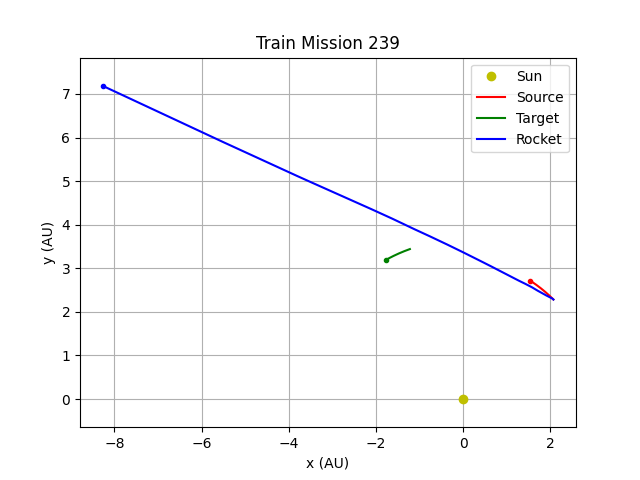 Train Mission 239
Sun
Source
Target
Rocket
7
6
5
4
3
2
1
0
y (AU)
−8
−6
−4
−2
0
2
x (AU)